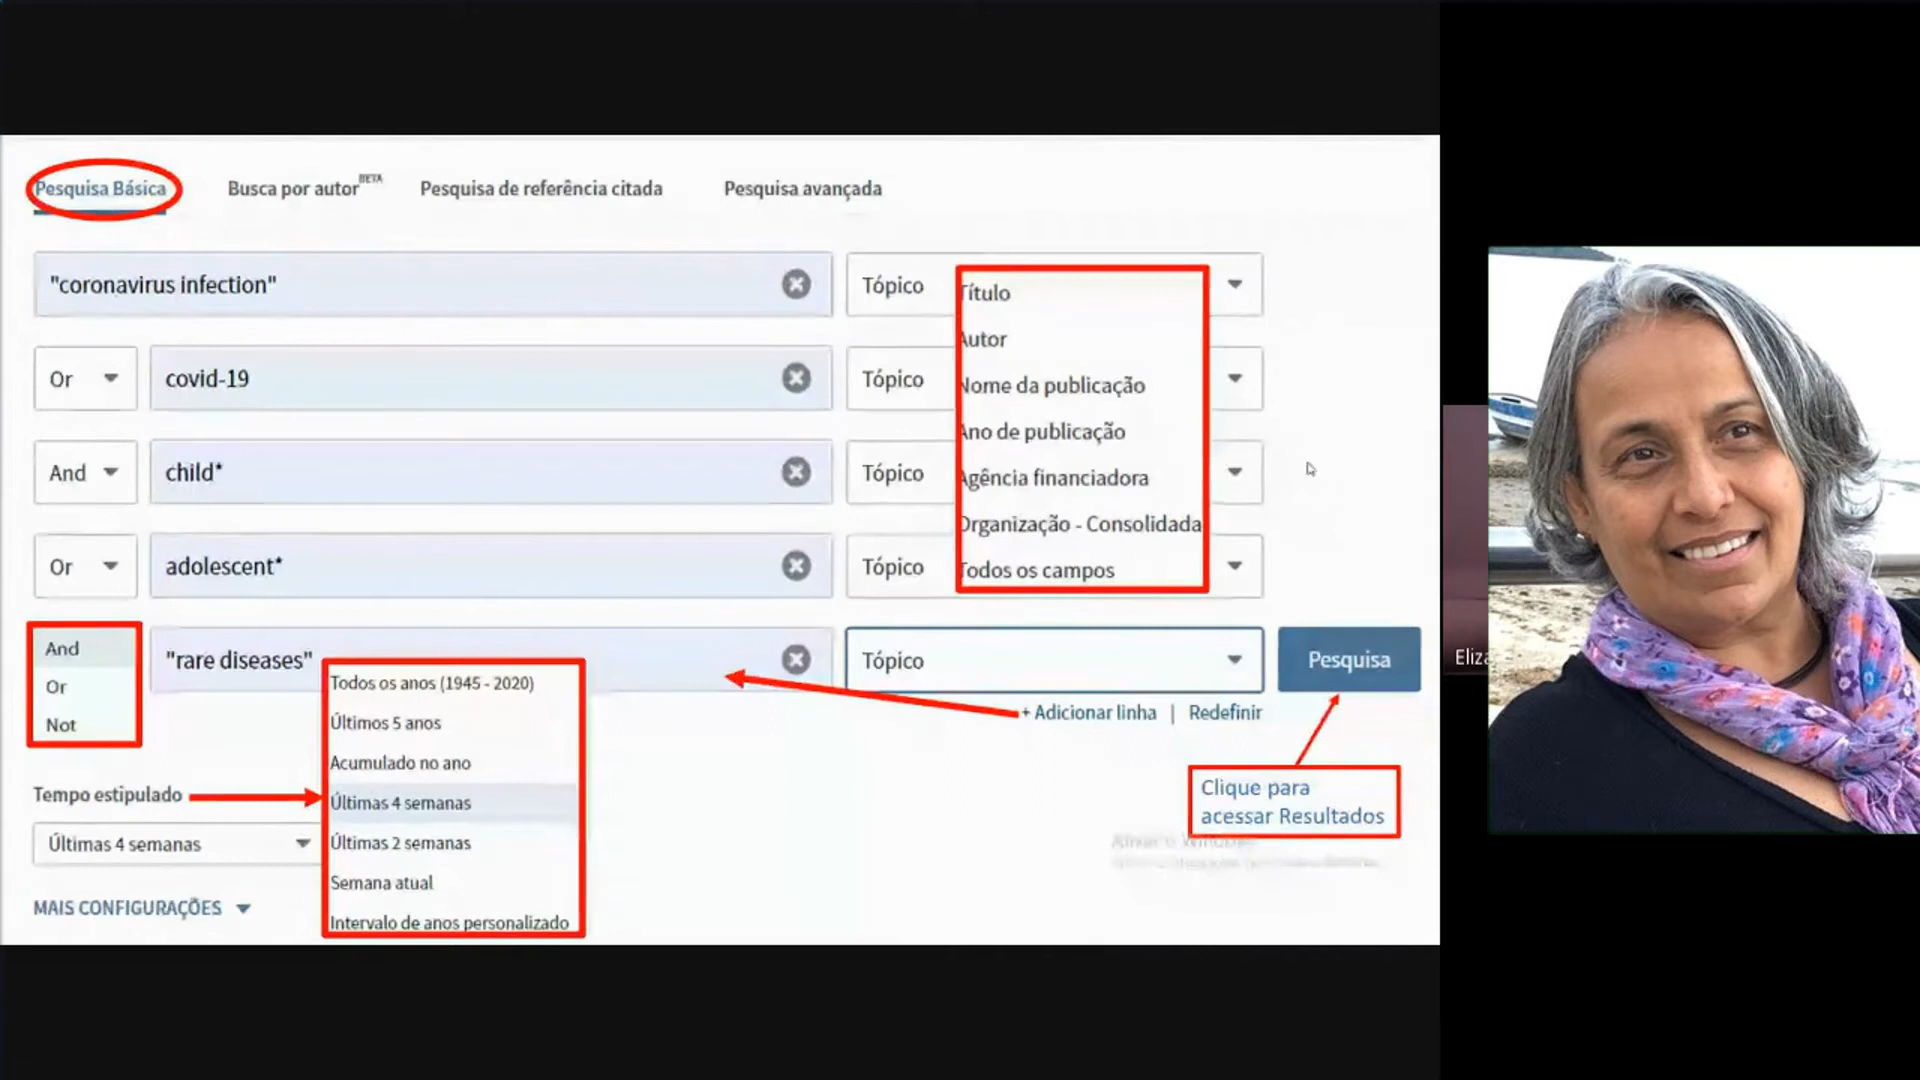 Pesquisa Básica
Busca por autor BETA
Pesquisa de referência citada
Pesquisa avançada
"coronavirus infection"
Tópico
Título
Autor
Or
covid-19
Tópico
Nome da publicação
Ano de publicação
And
child*
Tópico
Agência financiadora
Organização - Consolidada
Or
adolescent*
Tópico
Todos os campos
And
Or
Not
"rare diseases"
Tópico
Pesquisa
+ Adicionar linha | Redefinir
Todos os anos (1945 - 2020)
Últimos 5 anos
Acumulado no ano
Últimas 4 semanas
Últimas 2 semanas
Semana atual
Intervalo de anos personalizado
Tempo estipulado
Últimas 4 semanas
MAIS CONFIGURAÇÕES
Clique para
acessar Resultados